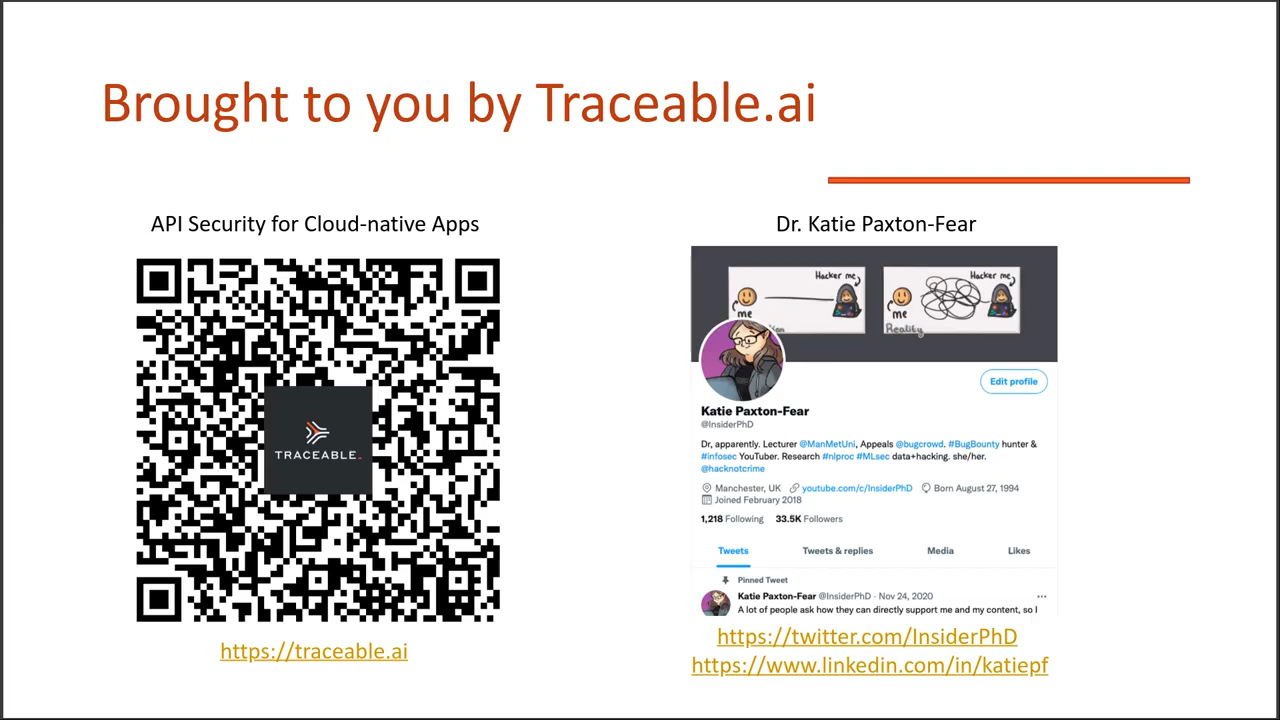 Brought to you by Traceable.ai
API Security for Cloud-native Apps
TRACEABLE.
https://traceable.ai
Dr. Katie Paxton-Fear
Hacker me
me
Hacker me
me
Reality
Edit profile
Katie Paxton-Fear
@InsiderPhD
Dr, apparently. Lecturer @ManMetUni, Appeals @bugcrowd. #BugBounty hunter &
#infosec YouTuber. Research #nlproc #MLsec data+hacking. she/her.
@hacknotcrime
Manchester, UK youtube.com/c/InsiderPhD Born August 27, 1994
Joined February 2018
1,218 Following 33.5K Followers
Tweets Tweets & replies Media Likes
Pinned Tweet
Katie Paxton-Fear @InsiderPhD · Nov 24, 2020 ...
A lot of people ask how they can directly support me and my content, so I
https://twitter.com/InsiderPhD
https://www.linkedin.com/in/katiepf